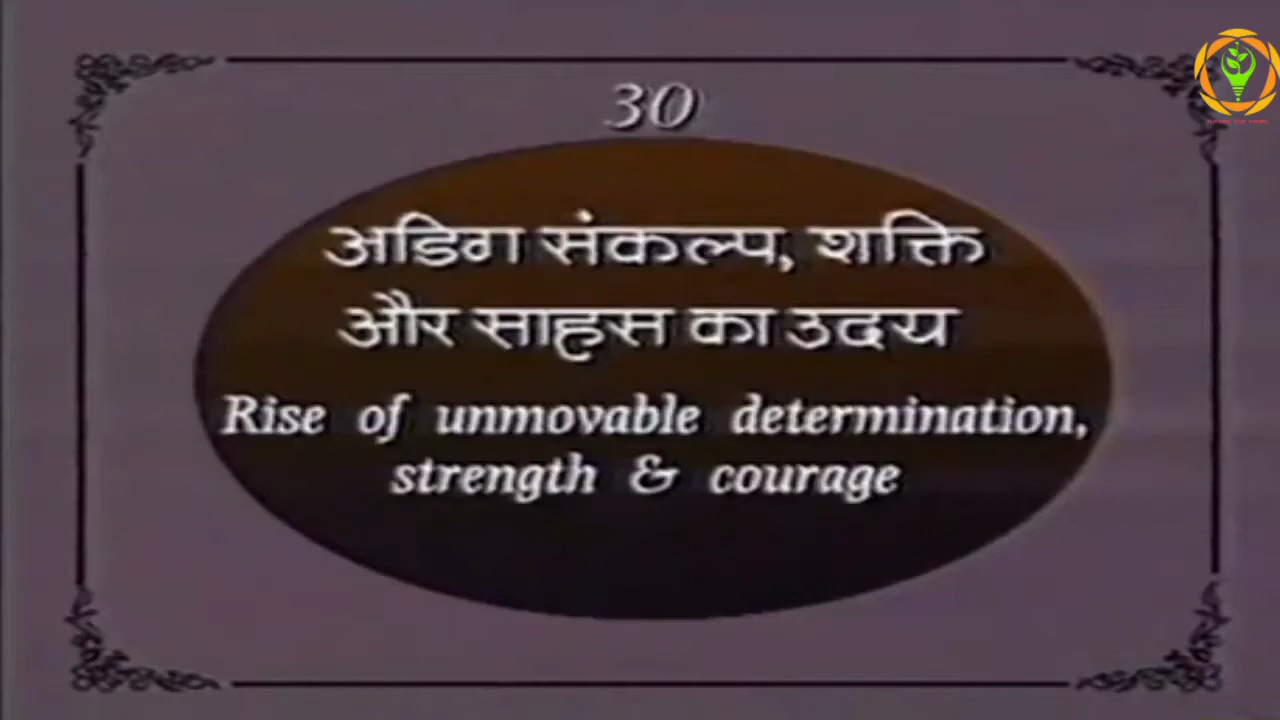 30
अडिग संकल्प, शक्ति
और साहस का उदय
Rise of unmovable determination,
strength & courage